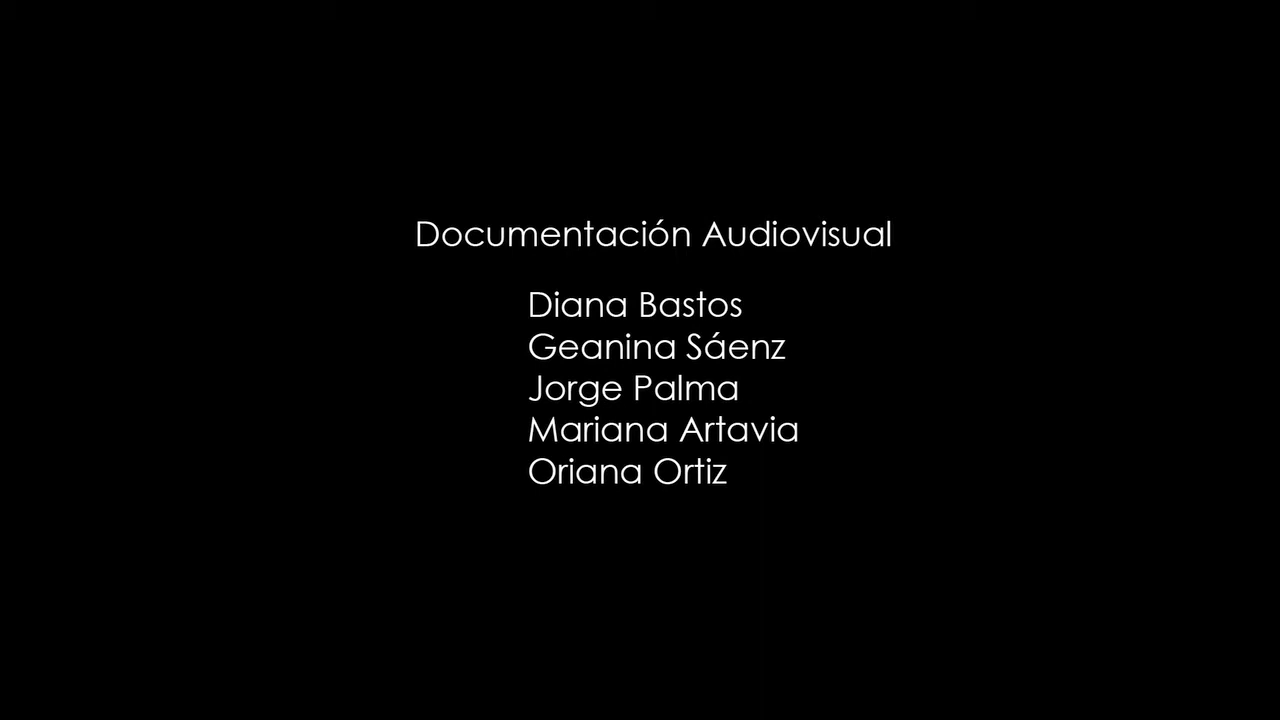 Documentación Audiovisual
Diana Bastos
Geanina Sáenz
Jorge Palma
Mariana Artavia
Oriana Ortiz